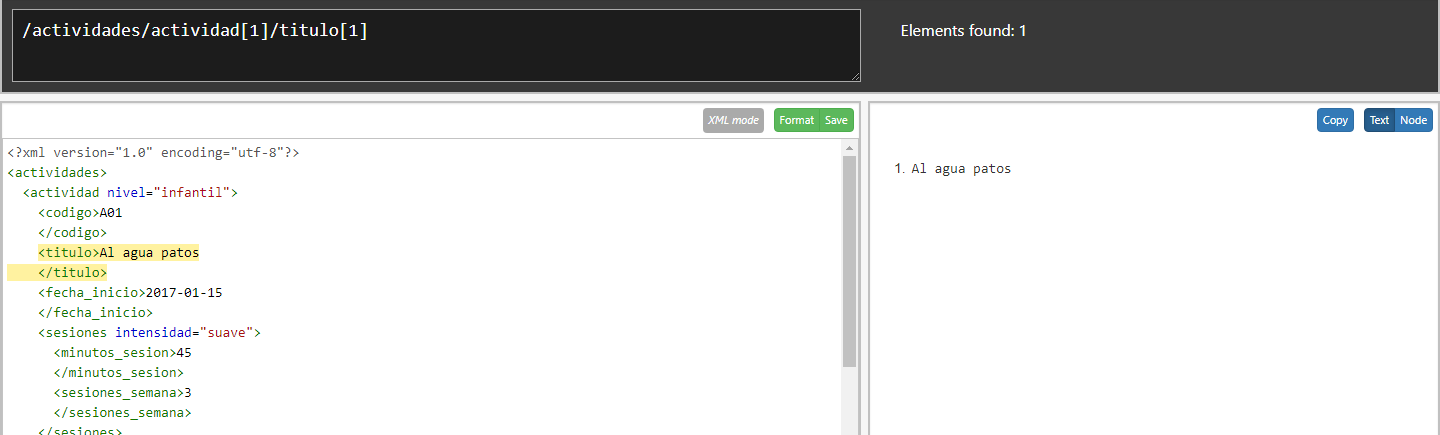 /actividades/actividad[1]/titulo[1]
Elements found: 1
XML mode
Format
Save
<?xml version="1.0" encoding="utf-8"?>
<actividades>
  <actividad nivel="infantil">
    <codigo>A01
    </codigo>
    <titulo>Al agua patos
    </titulo>
    <fecha_inicio>2017-01-15
    </fecha_inicio>
    <sesiones intensidad="suave">
      <minutos_sesion>45
      </minutos_sesion>
      <sesiones_semana>3
      </sesiones_semana>
    </sesiones>
Copy
Text
Node
1. Al agua patos